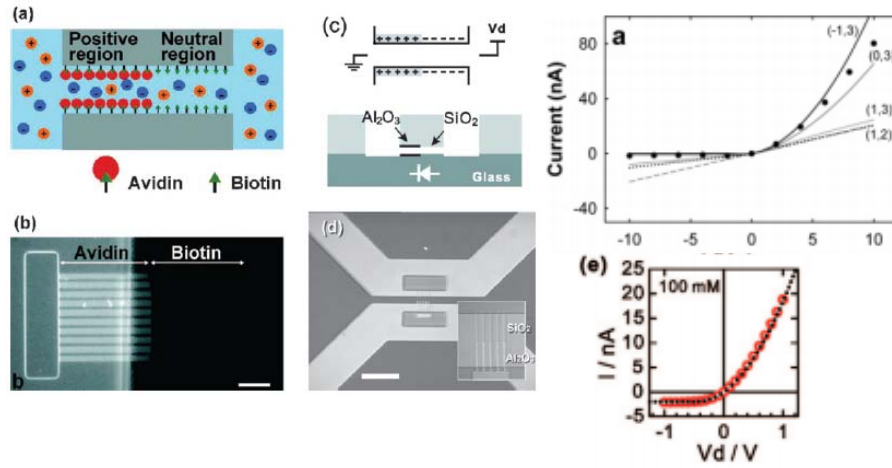 (a)
Positive region
Neutral region
Avidin
Biotin
(b)
Avidin
Biotin
b
(c)
Vd
Al2O3
SiO2
Glass
(d)
SiO2
Al2O3
a
Current (nA)
40
0
-40
-10
-5
0
5
10
(-1,3)
(0,3)
(1,3)
(1,2)
(e)
100 mM
I / nA
25
20
15
10
5
0
-5
-1
0
1
Vd / V